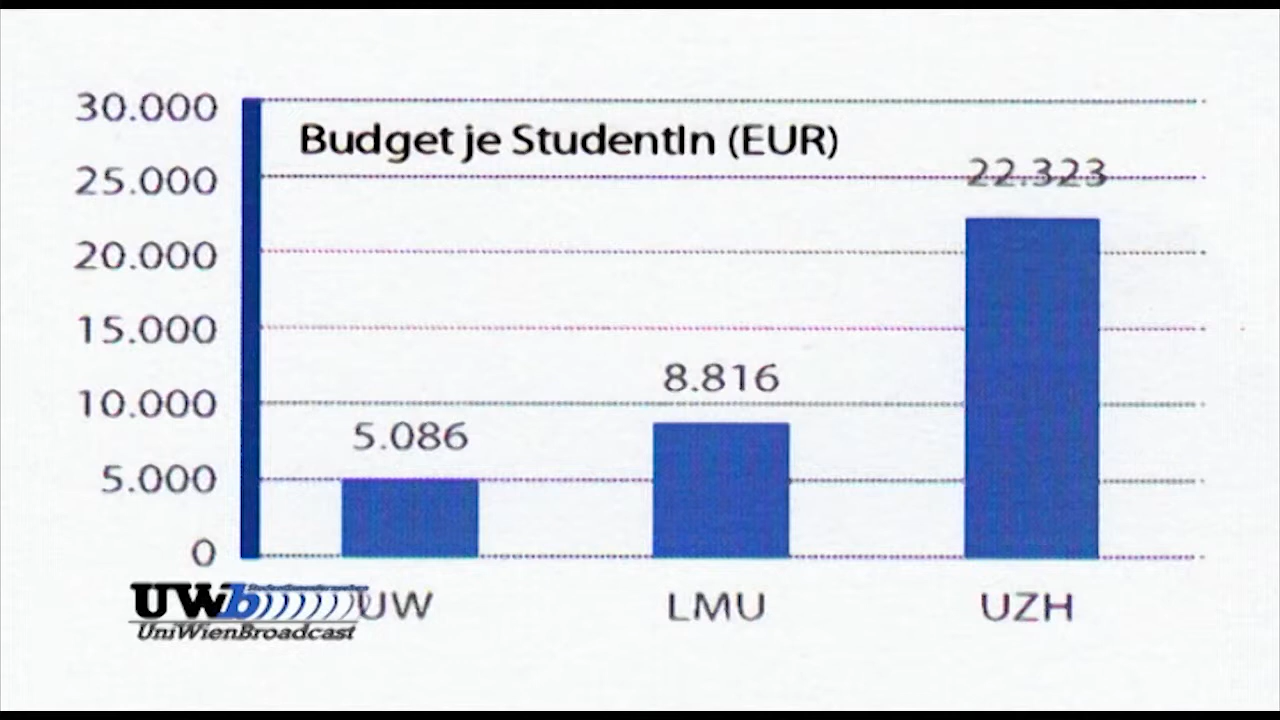 30.000
Budget je StudentIn (EUR)
25.000
22.323
20.000
15.000
10.000
8.816
5.086
5.000
0
UW
LMU
UZH
UWb
UniWienBroadcast